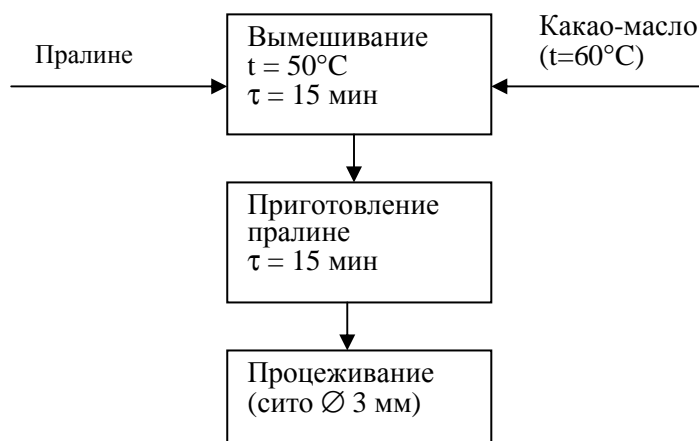 Пралине
Вымешивание
t = 50°C
τ = 15 мин
Какао-масло
(t=60°C)
Приготовление
пралине
τ = 15 мин
Процеживание
(сито ∅ 3 мм)